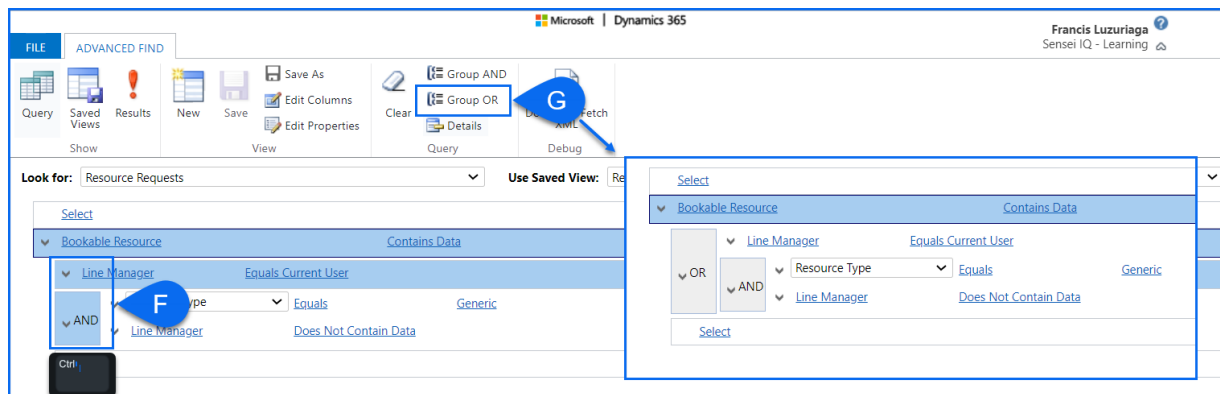 Microsoft | Dynamics 365
Francis Luzuriaga
Sensei IQ - Learning
FILE
ADVANCED FIND
Query
Saved Views
Results
New
Save
Save As
Edit Columns
Edit Properties
Clear
Group AND
Group OR
Details
G
Fetch
XML
Show
View
Query
Debug
Look for: Resource Requests
Use Saved View: Re
Select
Bookable Resource Contains Data
Line Manager Equals Current User
AND
F
Equals Generic
Line Manager Does Not Contain Data
Ctrl
Select
Bookable Resource Contains Data
OR
Line Manager Equals Current User
AND
Resource Type Equals Generic
Line Manager Does Not Contain Data
Select